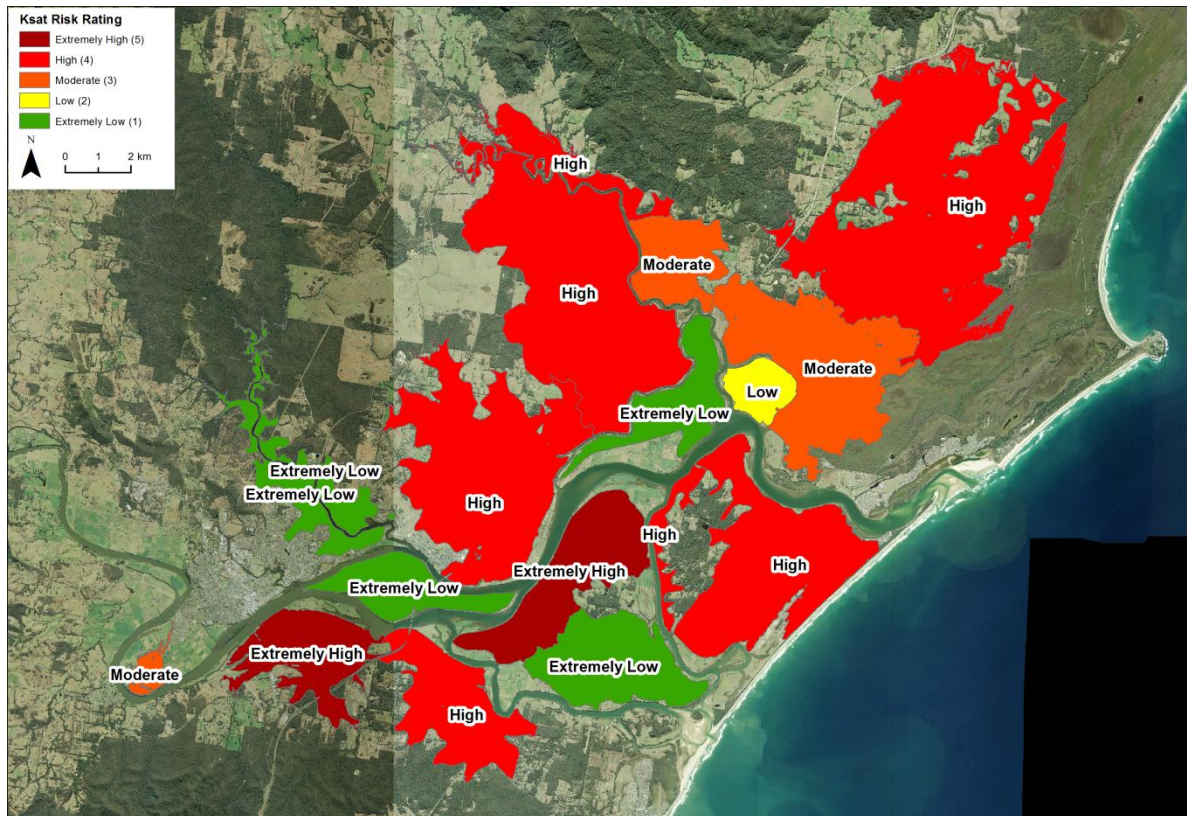 Ksat Risk Rating
Extremely High (5)
High (4)
Moderate (3)
Low (2)
Extremely Low (1)
N
0 1 2 km
High
High
Moderate
High
Moderate
Low
Extremely Low
Extremely Low
Extremely Low
High
High
High
Extremely High
Extremely Low
Extremely High
Extremely Low
Moderate
High